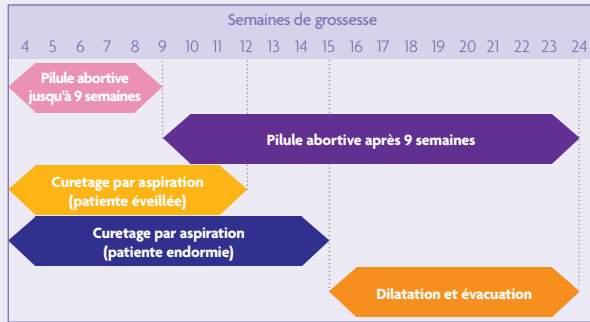 Semaines de grossesse
4 5 6 7 8 9 10 11 12 13 14 15 16 17 18 19 20 21 22 23 24
Pilule abortive
jusqu'à 9 semaines
Pilule abortive après 9 semaines
Curetage par aspiration
(patiente éveillée)
Curetage par aspiration
(patiente endormie)
Dilatation et évacuation